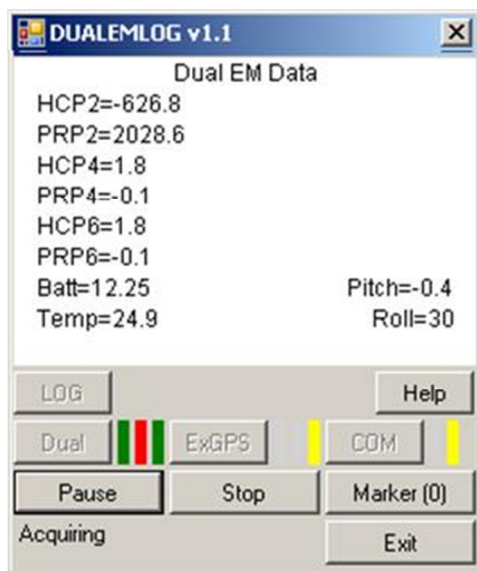 DUALEMLOG v1.1
Dual EM Data
HCP2=-626.8
PRP2=2028.6
HCP4=1.8
PRP4=-0.1
HCP6=1.8
PRP6=-0.1
Batt=12.25 Pitch=-0.4
Temp=24.9 Roll=30
LOG Help
Dual ExGPS COM
Pause Stop Marker (0)
Acquiring Exit